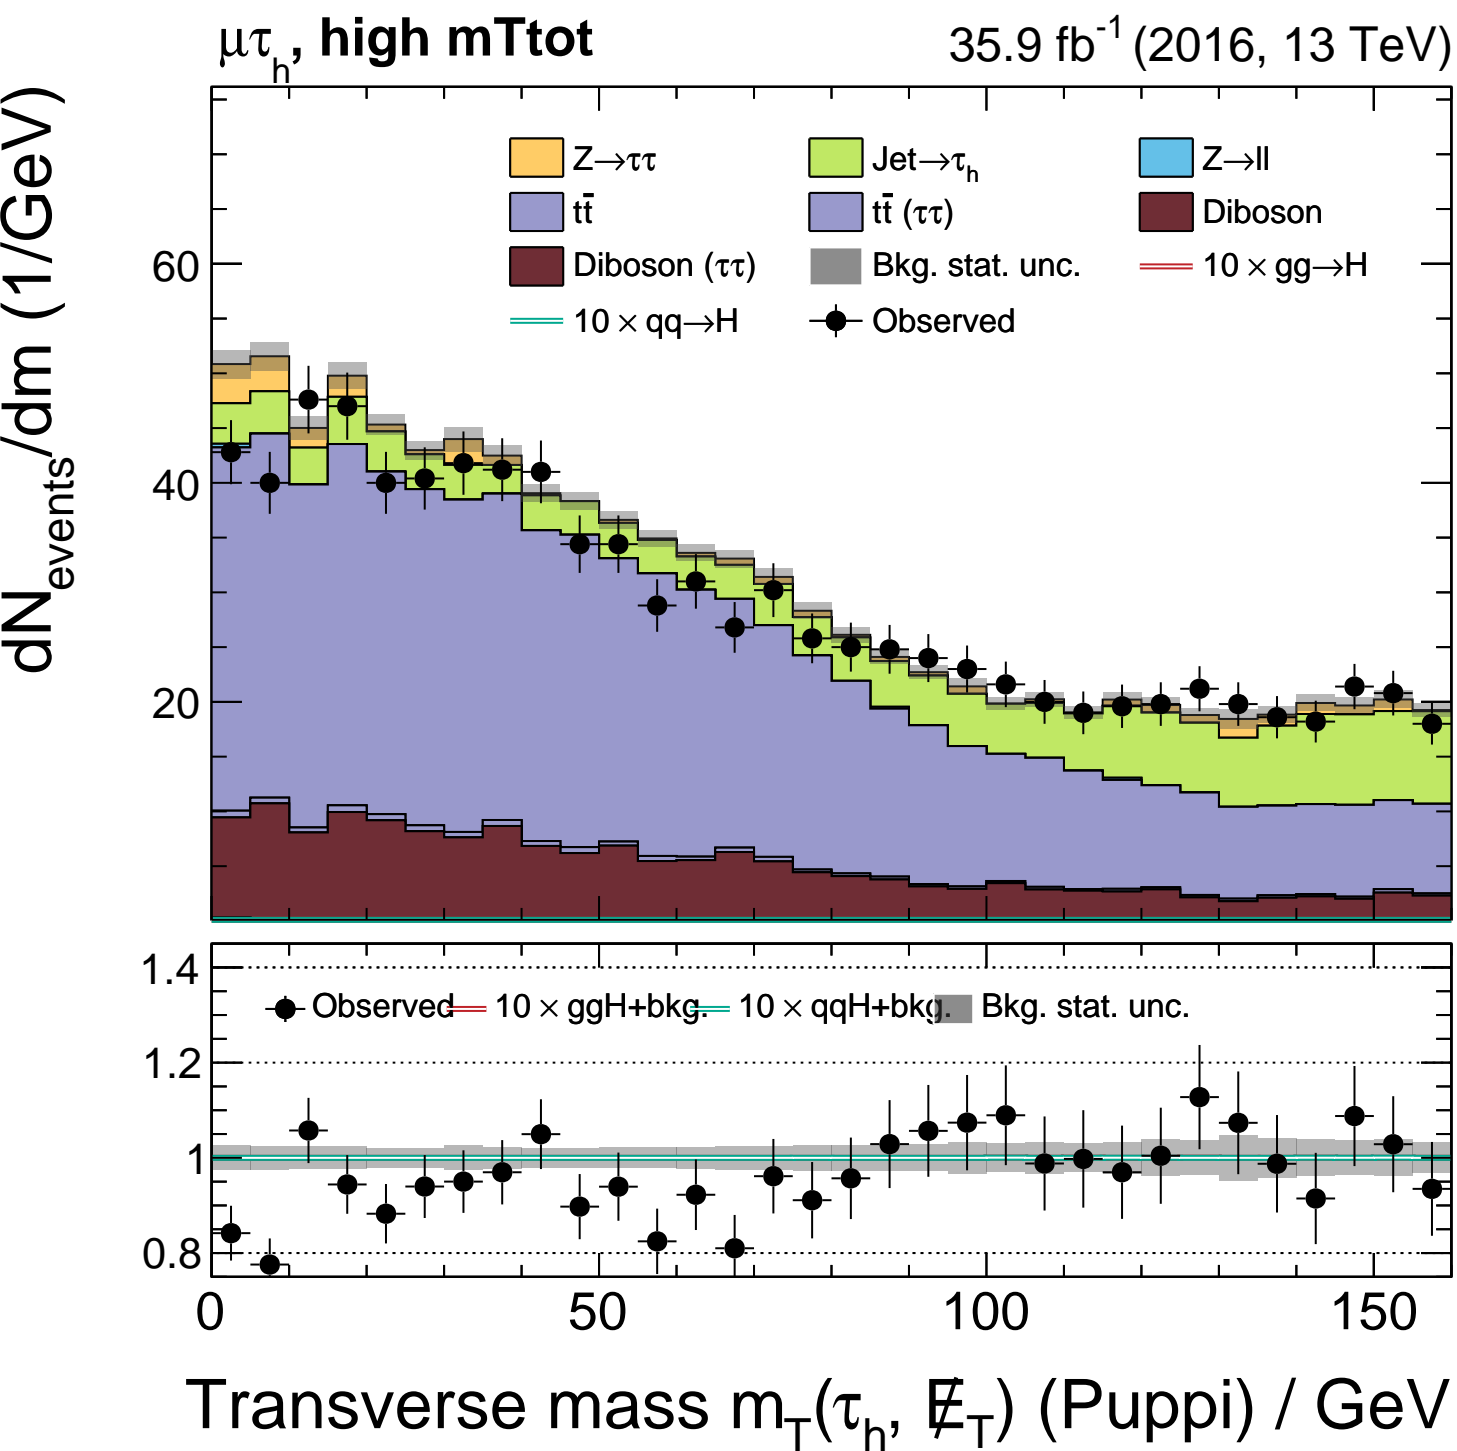 μτh, high mTtot 35.9 fb-1 (2016, 13 TeV)
dNevents/dm (1/GeV)
Z→ττ Jet→τh Z→ll
tt̄ tt̄ (ττ) Diboson
Diboson (ττ) Bkg. stat. unc. 10 × gg→H
10 × qq→H Observed
60
40
20
1.4
Observed 10 × ggH+bkg. 10 × qqH+bkg. Bkg. stat. unc.
1.2
1
0.8
0 50 100 150
Transverse mass mT(τh, E̸T) (Puppi) / GeV